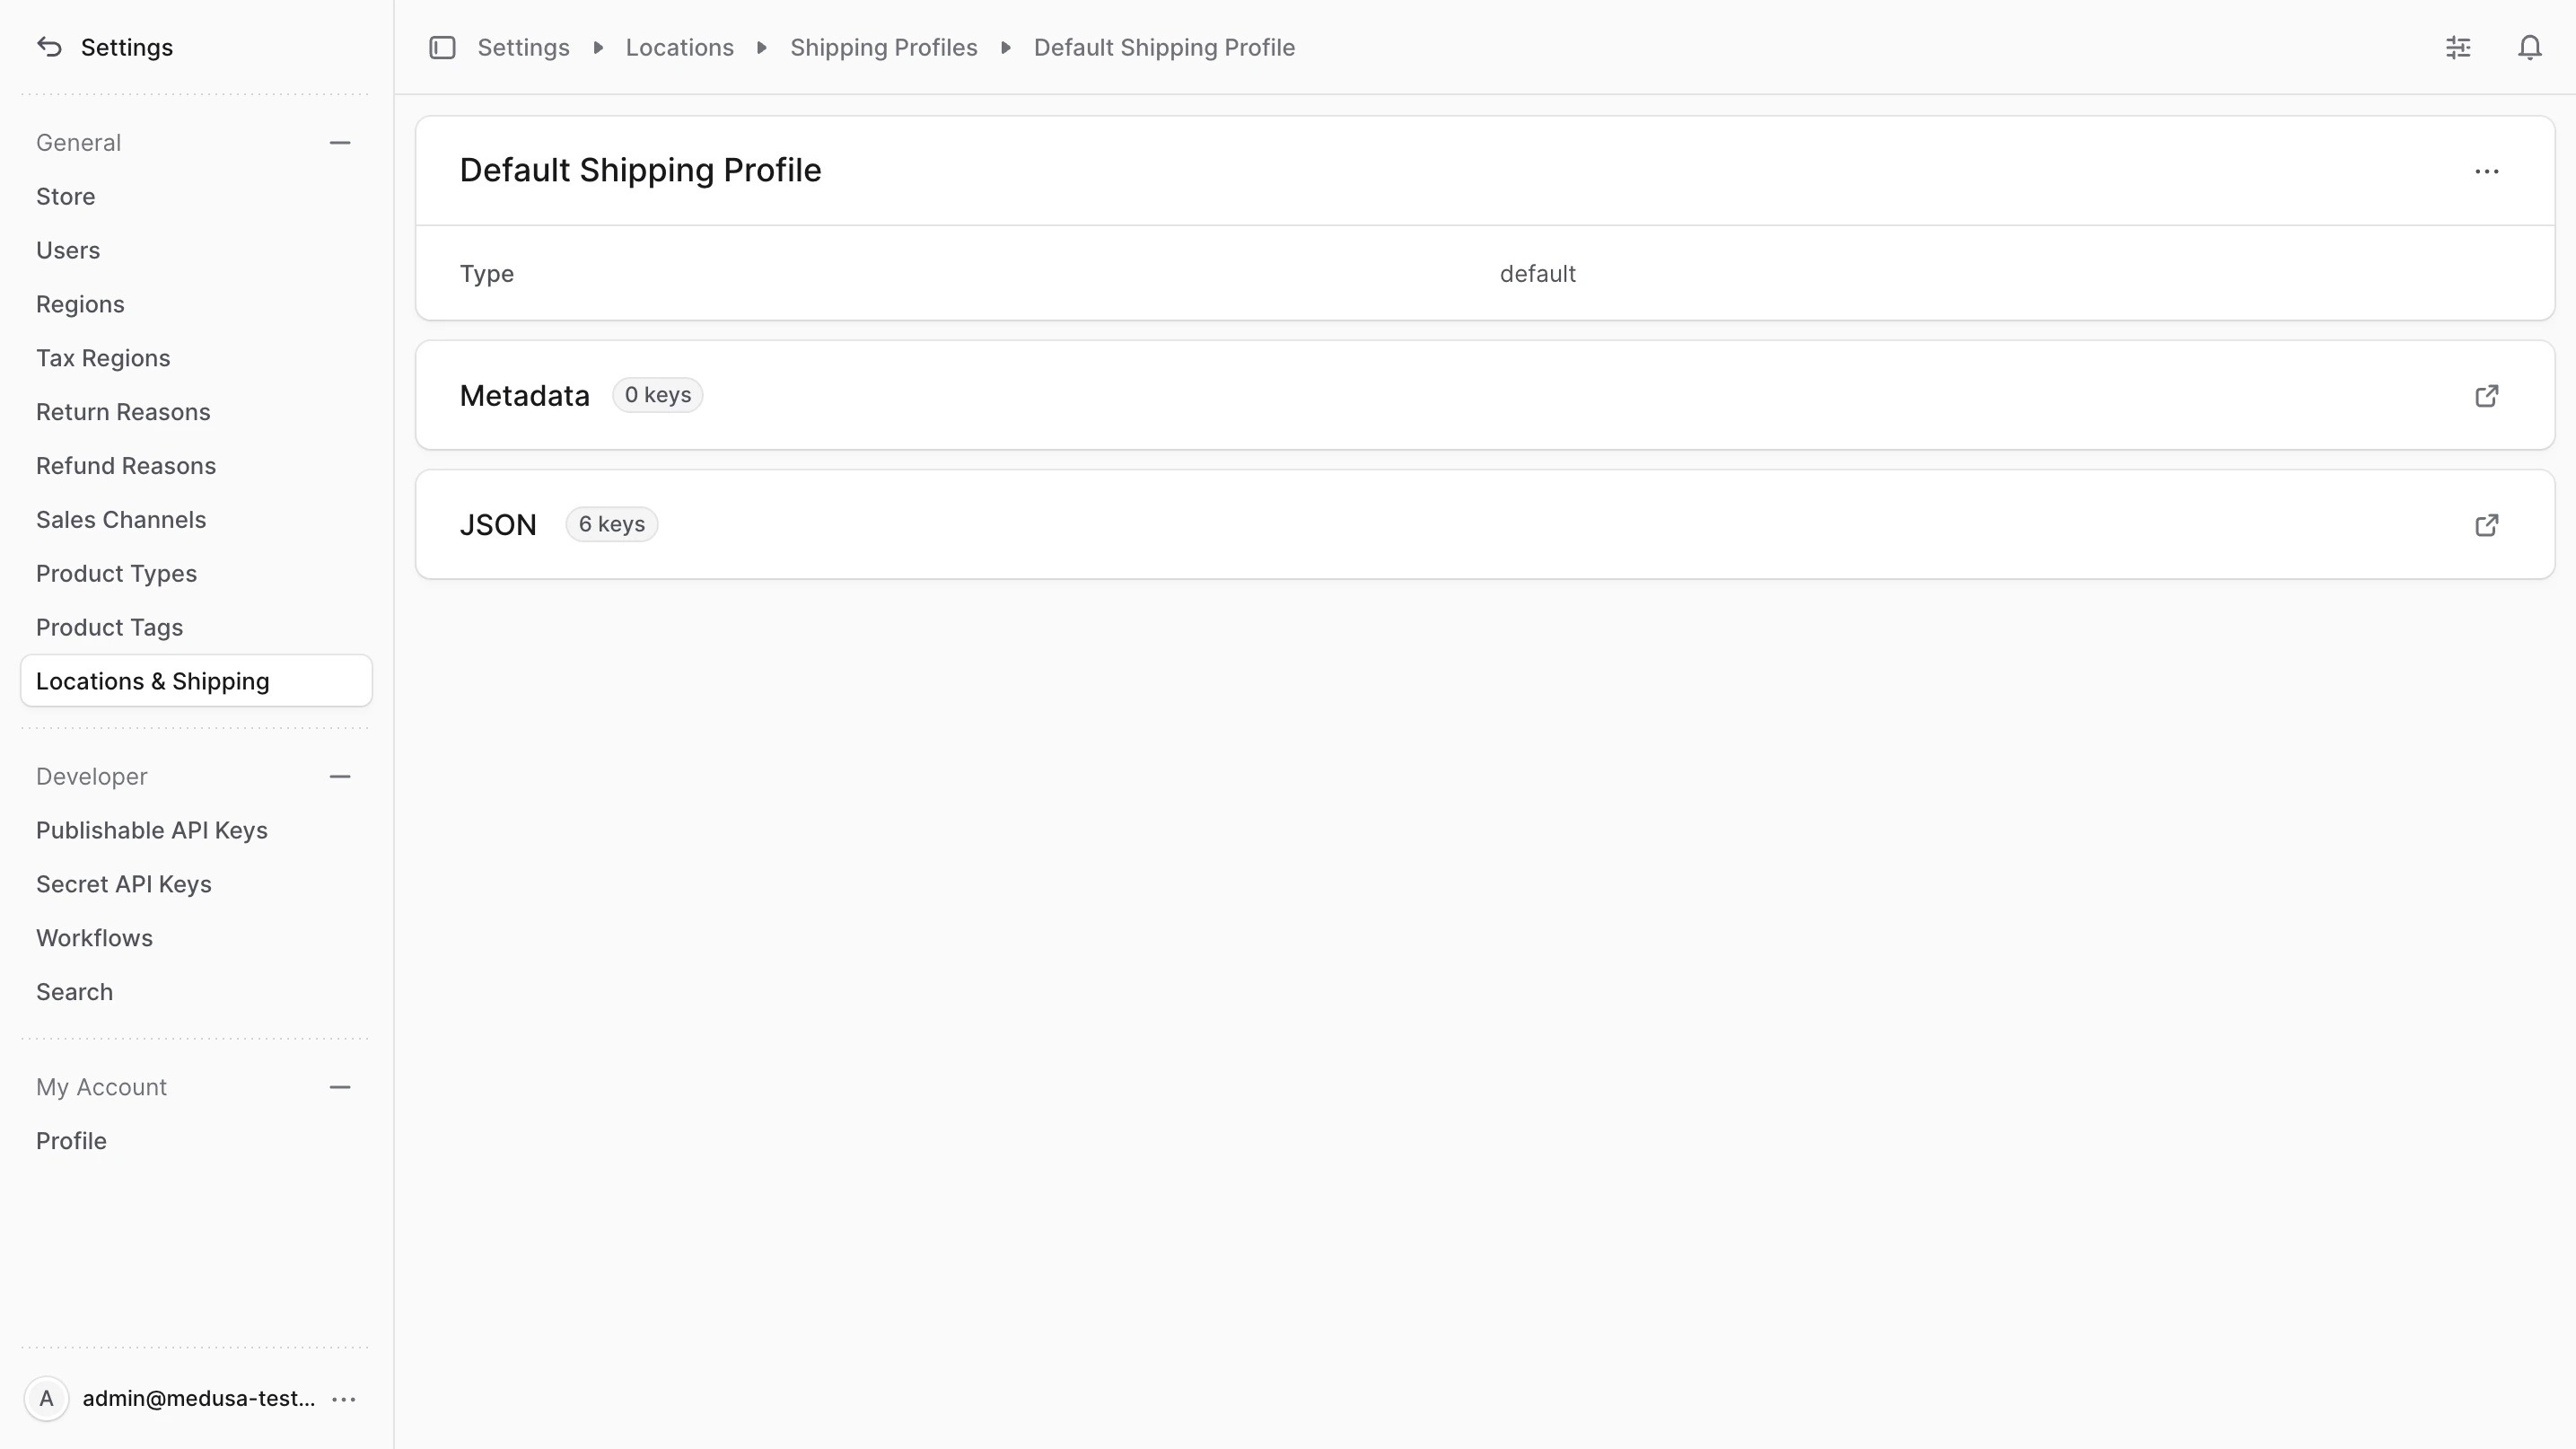 Settings
General
Store
Users
Regions
Tax Regions
Return Reasons
Refund Reasons
Sales Channels
Product Types
Product Tags
Locations & Shipping
Developer
Publishable API Keys
Secret API Keys
Workflows
Search
My Account
Profile
A admin@medusa-test...
Settings Locations Shipping Profiles Default Shipping Profile
Default Shipping Profile
Type default
Metadata 0 keys
JSON 6 keys